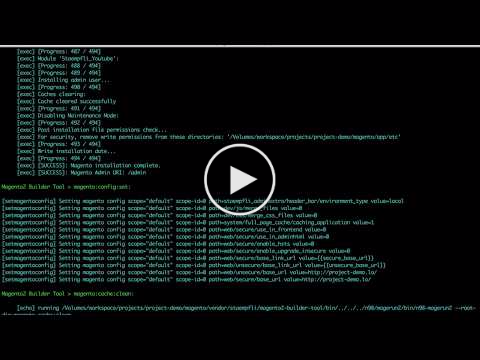 [exec] [Progress: 487 / 494]
[exec] Module 'Stoempfli_Youtube':
[exec] [Progress: 488 / 494]
[exec] [Progress: 489 / 494]
[exec] Installing admin user...
[exec] [Progress: 490 / 494]
[exec] Caches clearing:
[exec] Cache cleared successfully
[exec] [Progress: 491 / 494]
[exec] Disabling Maintenance Mode:
[exec] [Progress: 492 / 494]
[exec] Post installation file permissions check...
[exec] For security, remove write permissions from these directories: '/Volumes/workspace/projects/project-demo/magento/app/etc'
[exec] [Progress: 493 / 494]
[exec] Write installation date...
[exec] [Progress: 494 / 494]
[exec] [SUCCESS]: Magento installation complete.
[exec] [SUCCESS]: Magento Admin URI: /admin
Magento2 Builder Tool > magento:config:set:
[setmagentoconfig] Setting magento config scope="default" scope-id=0 path=header_bar/environment_type value=local
[setmagentoconfig] Setting magento config scope="default" scope-id=0 path=dev/js/merge_files value=0
[setmagentoconfig] Setting magento config scope="default" scope-id=0 merge_css_files value=0
[setmagentoconfig] Setting magento config scope="default" scope-id=0 path=system/full_page_cache/caching_application value=1
[setmagentoconfig] Setting magento config scope="default" scope-id=0 path=web/secure/use_in_frontend value=0
[setmagentoconfig] Setting magento config scope="default" scope-id=0 path=web/secure/use_in_adminhtml value=0
[setmagentoconfig] Setting magento config scope="default" scope-id=0 path=web/secure/enable_hsts value=0
[setmagentoconfig] Setting magento config scope="default" scope-id=0 path=web/secure/enable_upgrade_insecure value=0
[setmagentoconfig] Setting magento config scope="default" scope-id=0 path=web/secure/base_link_url value={{secure_base_url}}
[setmagentoconfig] Setting magento config scope="default" scope-id=0 path=web/unsecure/base_link_url value={{unsecure_base_url}}
[setmagentoconfig] Setting magento config scope="default" scope-id=0 path=web/unsecure/base_url value=http://project-demo.lo/
[setmagentoconfig] Setting magento config scope="default" scope-id=0 path=web/secure/base_url value=http://project-demo.lo/
Magento2 Builder Tool > magento:cache:clean:
[echo] running /Volumes/workspace/projects/project-demo/magento/vendor/staempfli/magento2-builder-tool/bin/../../../n98/magerun2/bin/n98-magerun2 --root-